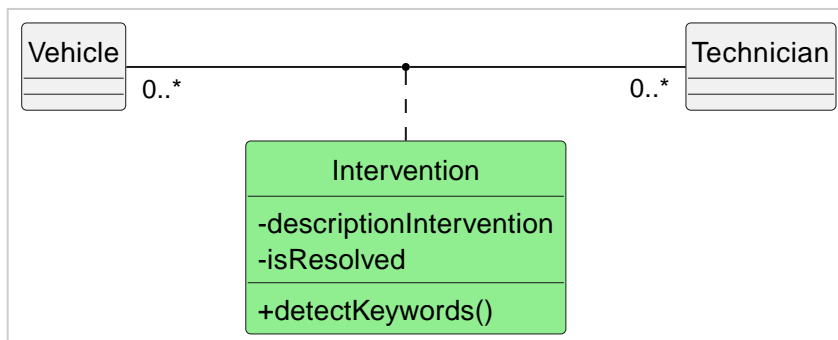 Vehicle
Technician
0..*
0..*
Intervention
-descriptionIntervention
-isResolved
+detectKeywords()